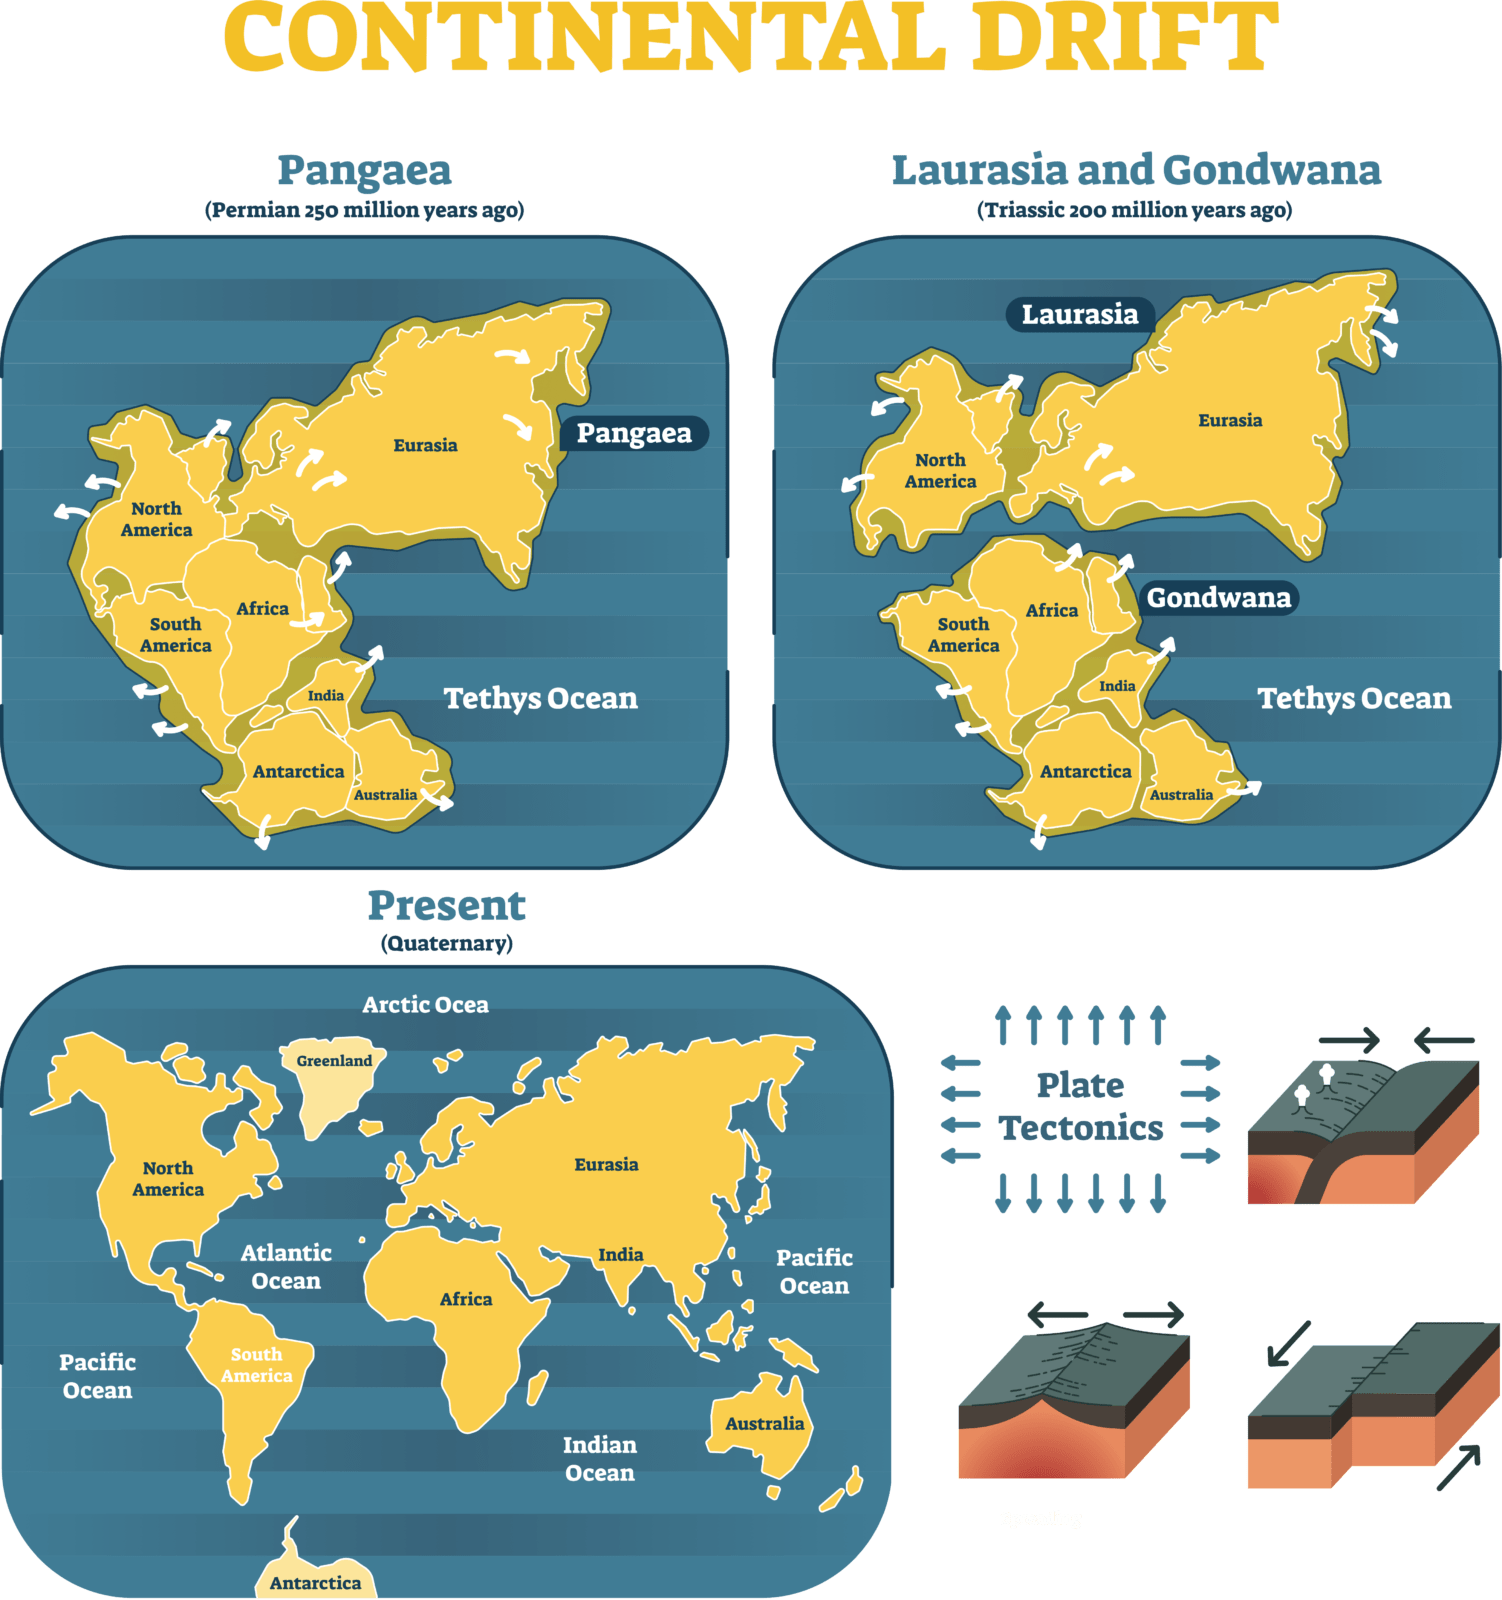 CONTINENTAL DRIFT
Pangaea
(Permian 250 million years ago)
Eurasia
Pangaea
North
America
Africa
South
America
India
Tethys Ocean
Antarctica
Australia
Laurasia and Gondwana
(Triassic 200 million years ago)
Laurasia
Eurasia
North
America
Gondwana
Africa
South
America
India
Tethys Ocean
Antarctica
Australia
Present
(Quaternary)
Arctic Ocea
Greenland
North
America
Eurasia
Atlantic
Ocean
India
Pacific
Ocean
Africa
Pacific
Ocean
South
America
Australia
Indian
Ocean
Antarctica
Plate
Tectonics